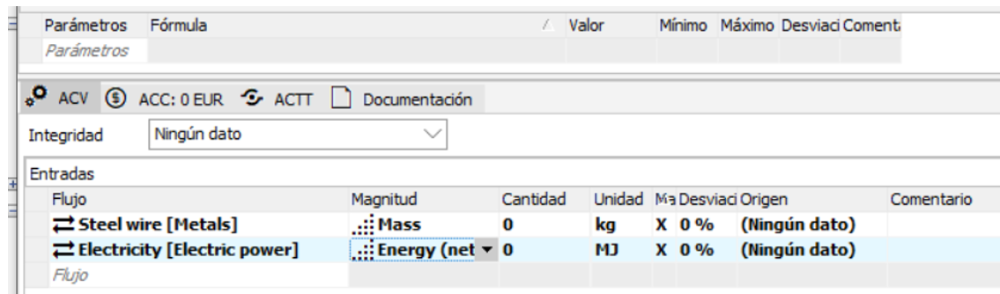 Parámetros Fórmula Valor Mínimo Máximo Desviaci Coment
Parámetros
ACV ACC: 0 EUR ACTT Documentación
Integridad Ningún dato
Entradas
Flujo Magnitud Cantidad Unidad Ma Desviaci Origen Comentario
Steel wire [Metals] Mass 0 kg X 0 % (Ningún dato)
Electricity [Electric power] Energy (net 0 MJ X 0 % (Ningún dato)
Flujo